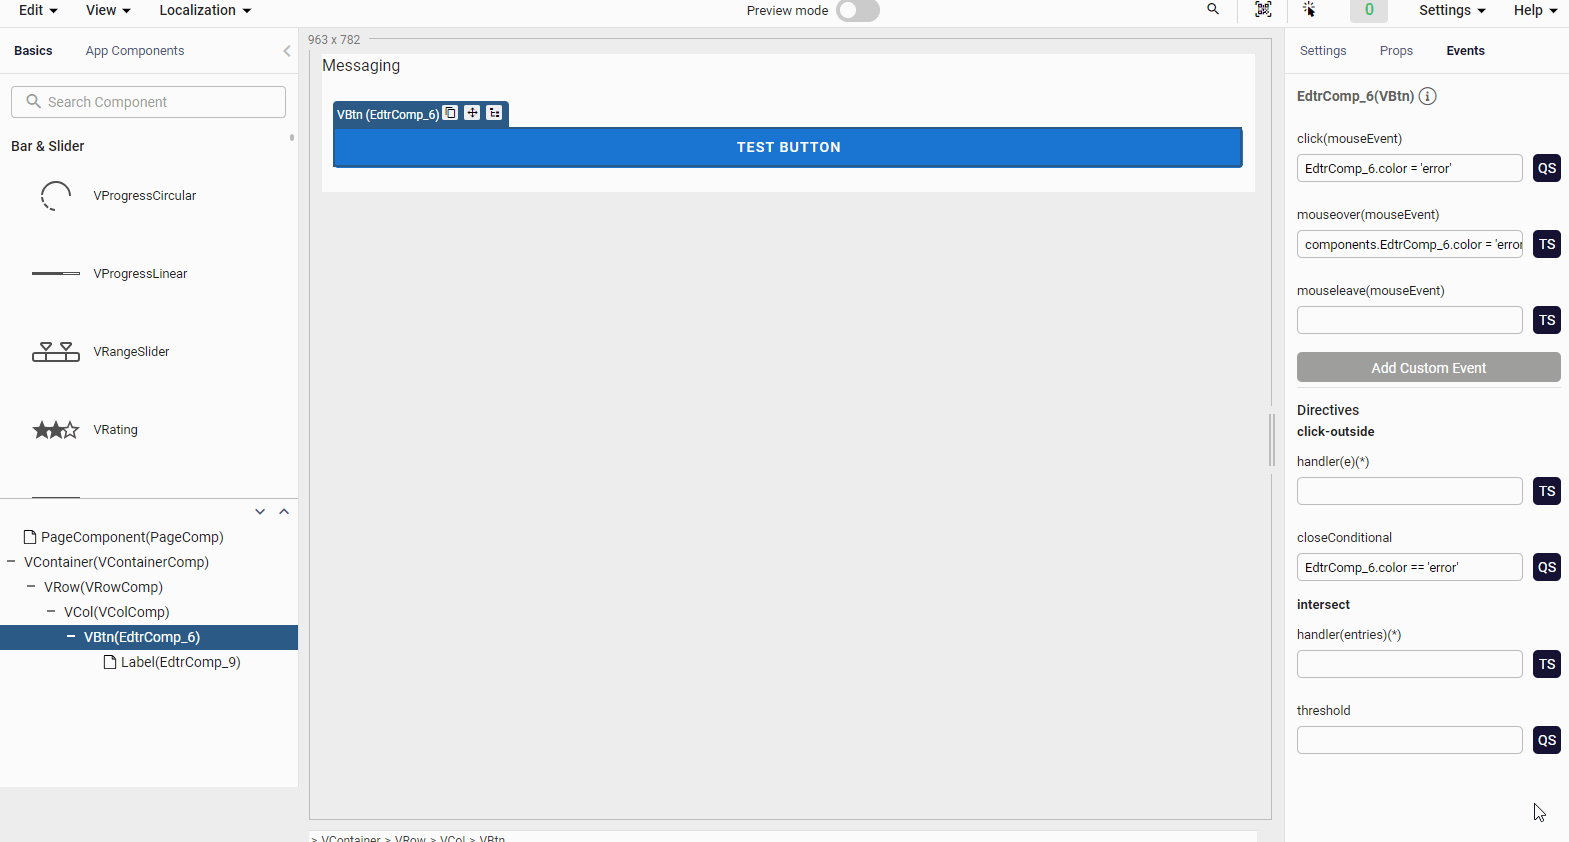 Edit View Localization Preview mode 0 Settings Help
Basics App Components
Search Component
Bar & Slider
VProgressCircular
VProgressLinear
VRangeSlider
VRating
PageComponent(PageComp)
VContainer(VContainerComp)
VRow(VRowComp)
VCol(VColComp)
VBtn(EdtrComp_6)
Label(EdtrComp_9)
963 x 782
Messaging
VBtn (EdtrComp_6)
TEST BUTTON
> VContainer > VRow > VCol > VBtn
Settings Props Events
EdtrComp_6(VBtn)
click(mouseEvent)
EdtrComp_6.color = 'error' QS
mouseover(mouseEvent)
components.EdtrComp_6.color = 'error TS
mouseleave(mouseEvent)
TS
Add Custom Event
Directives
click-outside
handler(e)(*)
TS
closeConditional
EdtrComp_6.color == 'error' QS
intersect
handler(entries)(*)
TS
threshold
QS